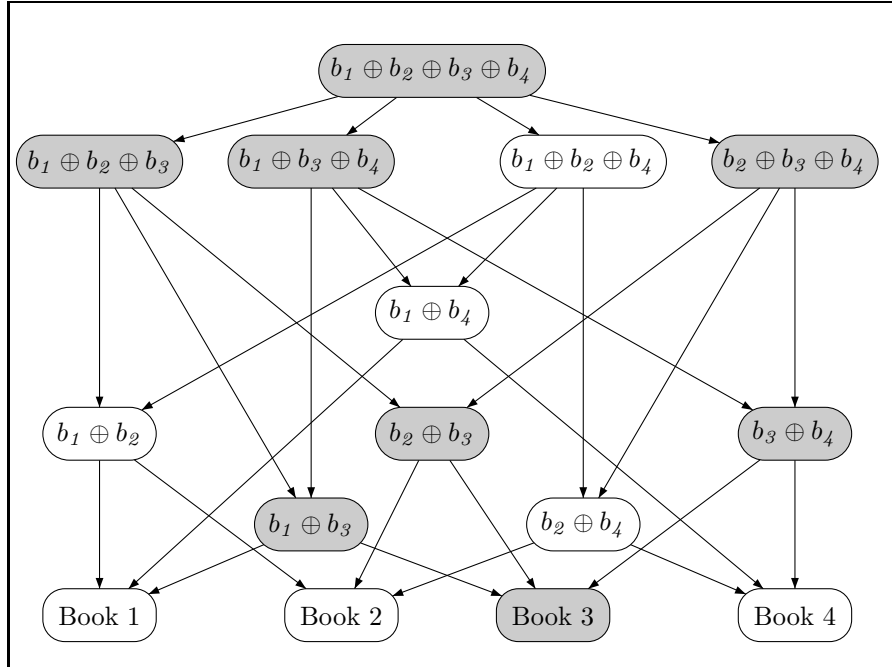 b₁ ⊕ b₂ ⊕ b₃ ⊕ b₄
b₁ ⊕ b₂ ⊕ b₃
b₁ ⊕ b₃ ⊕ b₄
b₁ ⊕ b₂ ⊕ b₄
b₂ ⊕ b₃ ⊕ b₄
b₁ ⊕ b₄
b₁ ⊕ b₂
b₂ ⊕ b₃
b₃ ⊕ b₄
b₁ ⊕ b₃
b₂ ⊕ b₄
Book 1
Book 2
Book 3
Book 4